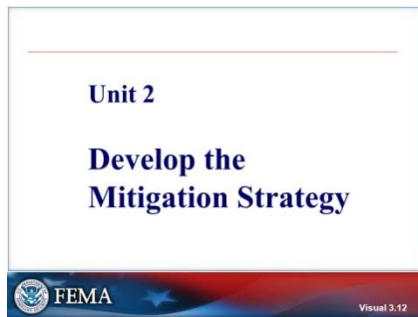 Unit 2
Develop the
Mitigation Strategy
FEMA
Visual 3.12